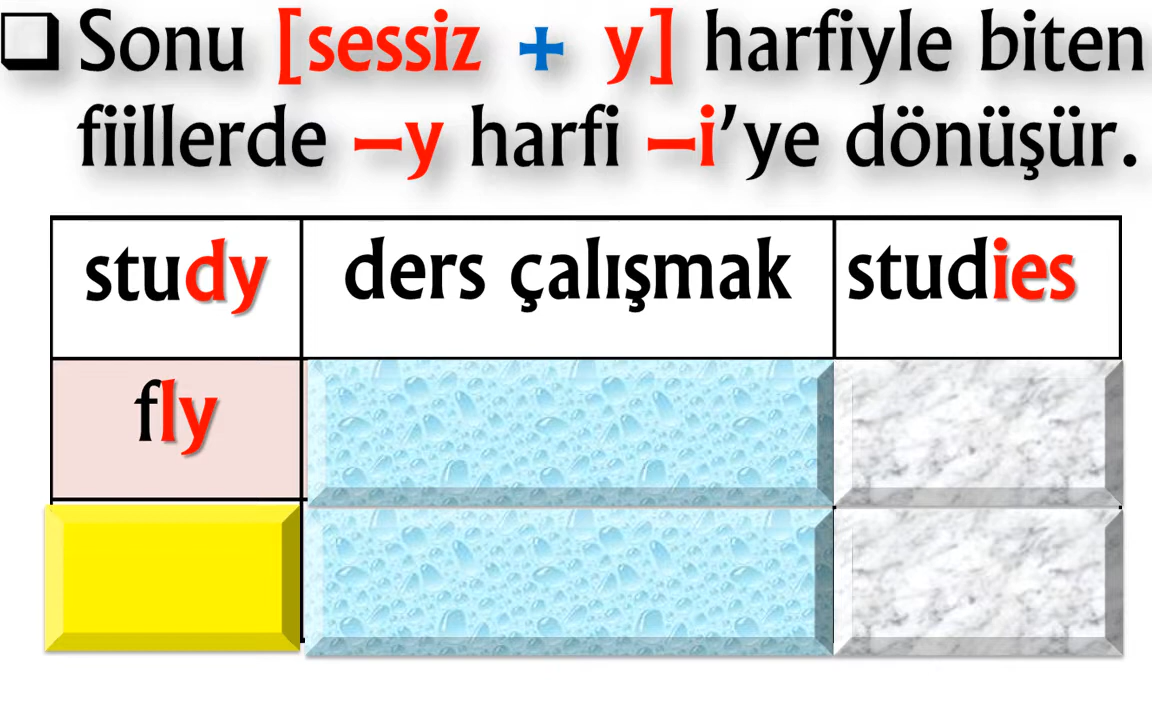 Sonu [sessiz + y] harfiyle biten
fiillerde –y harfi –i'ye dönüşür.
study ders çalışmak studies
fly